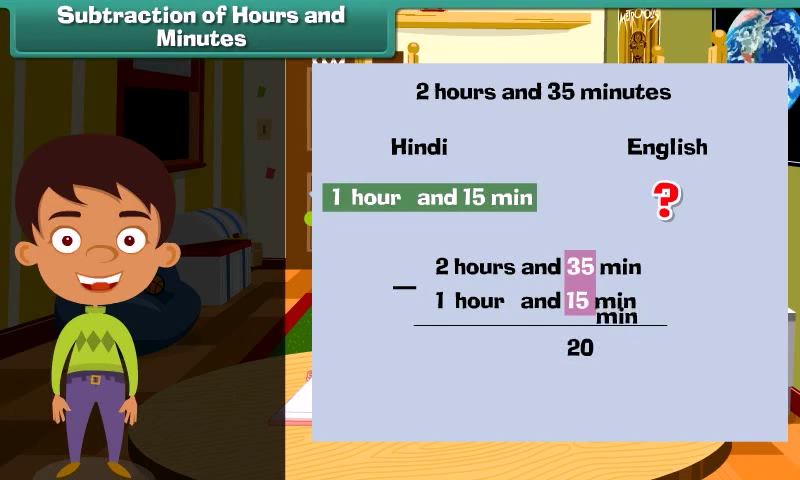 Subtraction of Hours and
Minutes
METROPOLIS
2 hours and 35 minutes
Hindi English
1 hour and 15 min ?
2 hours and 35 min
− 1 hour and 15 min
min
20